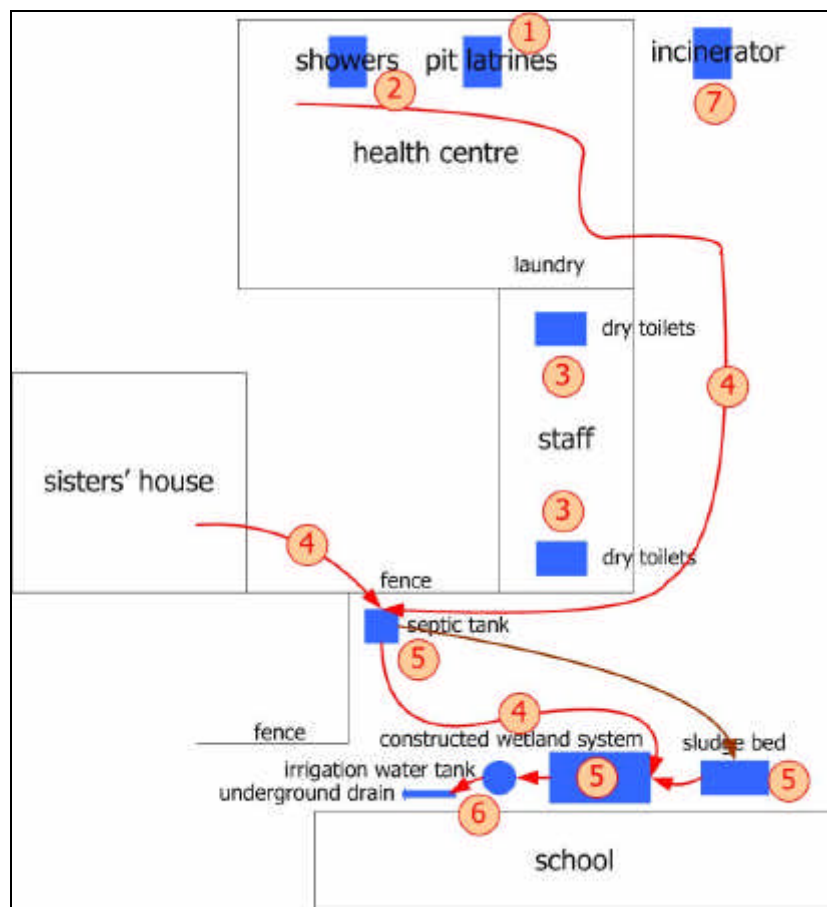 1
showers pit latrines
incinerator
2
7
health centre
laundry
dry toilets
3
4
staff
sisters’ house
3
4
dry toilets
fence
septic tank
5
4
fence
constructed wetland system
sludge bed
irrigation water tank
5
5
underground drain
6
school